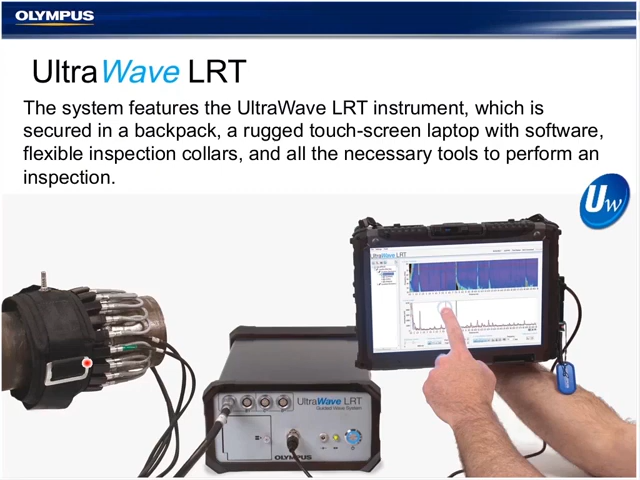 OLYMPUS
UltraWave LRT
The system features the UltraWave LRT instrument, which is
secured in a backpack, a rugged touch-screen laptop with software,
flexible inspection collars, and all the necessary tools to perform an
inspection.
Uw
UltraWave LRT
UltraWave LRT
Guided Wave System
OLYMPUS